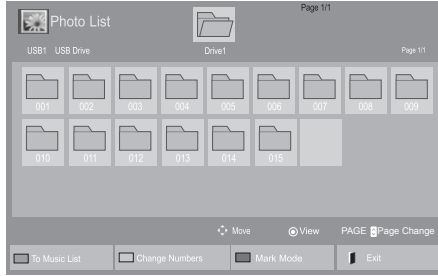 Page 1/1
Photo List
USB1 USB Drive Drive1 Page 1/1
001 002 003 004 005 006 007 008 009
010 011 012 013 014 015
Move View PAGE Page Change
To Music List Change Numbers Mark Mode Exit